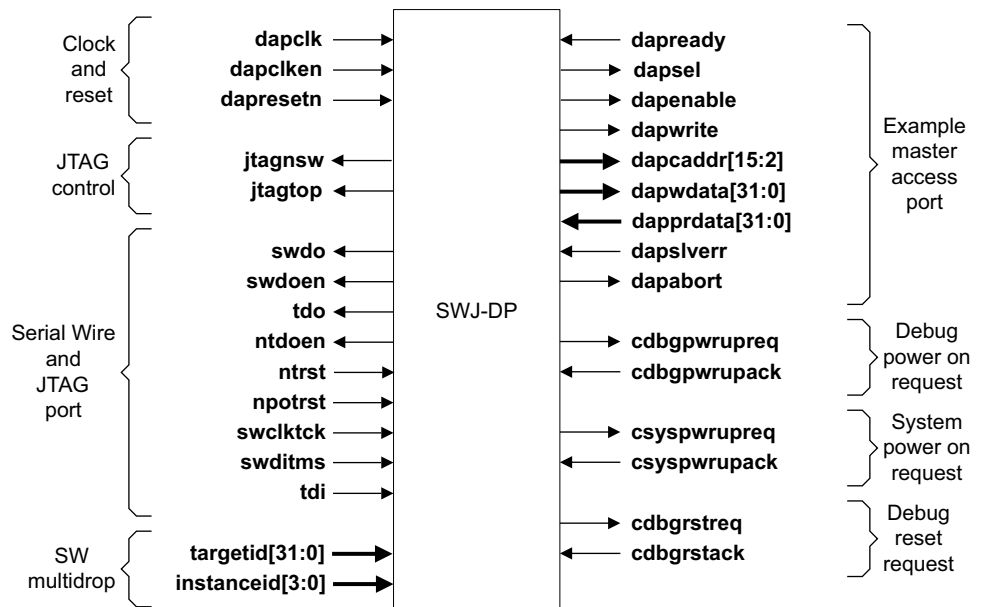 Clock
and
reset
dapclk
dapclken
dapresetn
JTAG
control
jtagnsw
jtagtop
Serial Wire
and
JTAG
port
swdo
swdoen
tdo
ntdoen
ntrst
npotrst
swclktck
swditms
tdi
SW
multidrop
targetid[31:0]
instanceid[3:0]
SWJ-DP
dapready
dapsel
dapenable
dapwrite
dapcaddr[15:2]
dapwdata[31:0]
dapprdata[31:0]
dapslverr
dapabort
Example
master
access
port
cdbgpwrupreq
cdbgpwrupack
Debug
power on
request
csyspwrupreq
csyspwrupack
System
power on
request
cdbgrstreq
cdbgrstack
Debug
reset
request